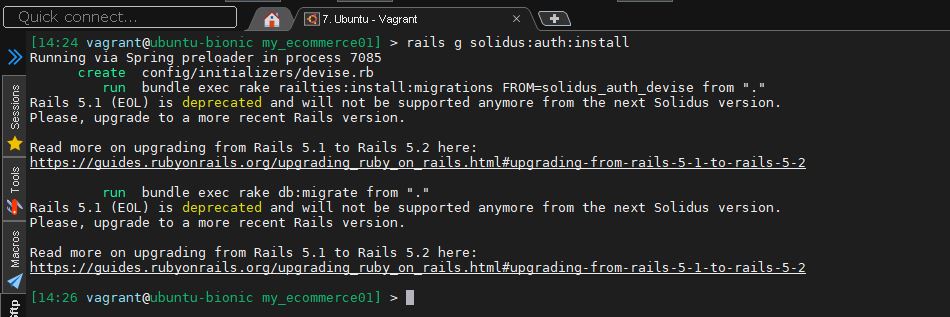 Quick connect...
7. Ubuntu - Vagrant
[14:24 vagrant@ubuntu-bionic my_ecommerce01] > rails g solidus:auth:install
Running via Spring preloader in process 7085
create config/initializers/devise.rb
run bundle exec rake railties:install:migrations FROM=solidus_auth_devise from "."
Rails 5.1 (EOL) is deprecated and will not be supported anymore from the next Solidus version.
Please, upgrade to a more recent Rails version.
Read more on upgrading from Rails 5.1 to Rails 5.2 here:
https://guides.rubyonrails.org/upgrading_ruby_on_rails.html#upgrading-from-rails-5-1-to-rails-5-2
run bundle exec rake db:migrate from "."
Rails 5.1 (EOL) is deprecated and will not be supported anymore from the next Solidus version.
Please, upgrade to a more recent Rails version.
Read more on upgrading from Rails 5.1 to Rails 5.2 here:
https://guides.rubyonrails.org/upgrading_ruby_on_rails.html#upgrading-from-rails-5-1-to-rails-5-2
[14:26 vagrant@ubuntu-bionic my_ecommerce01] >
Sessions
Tools
Macros
Sftp